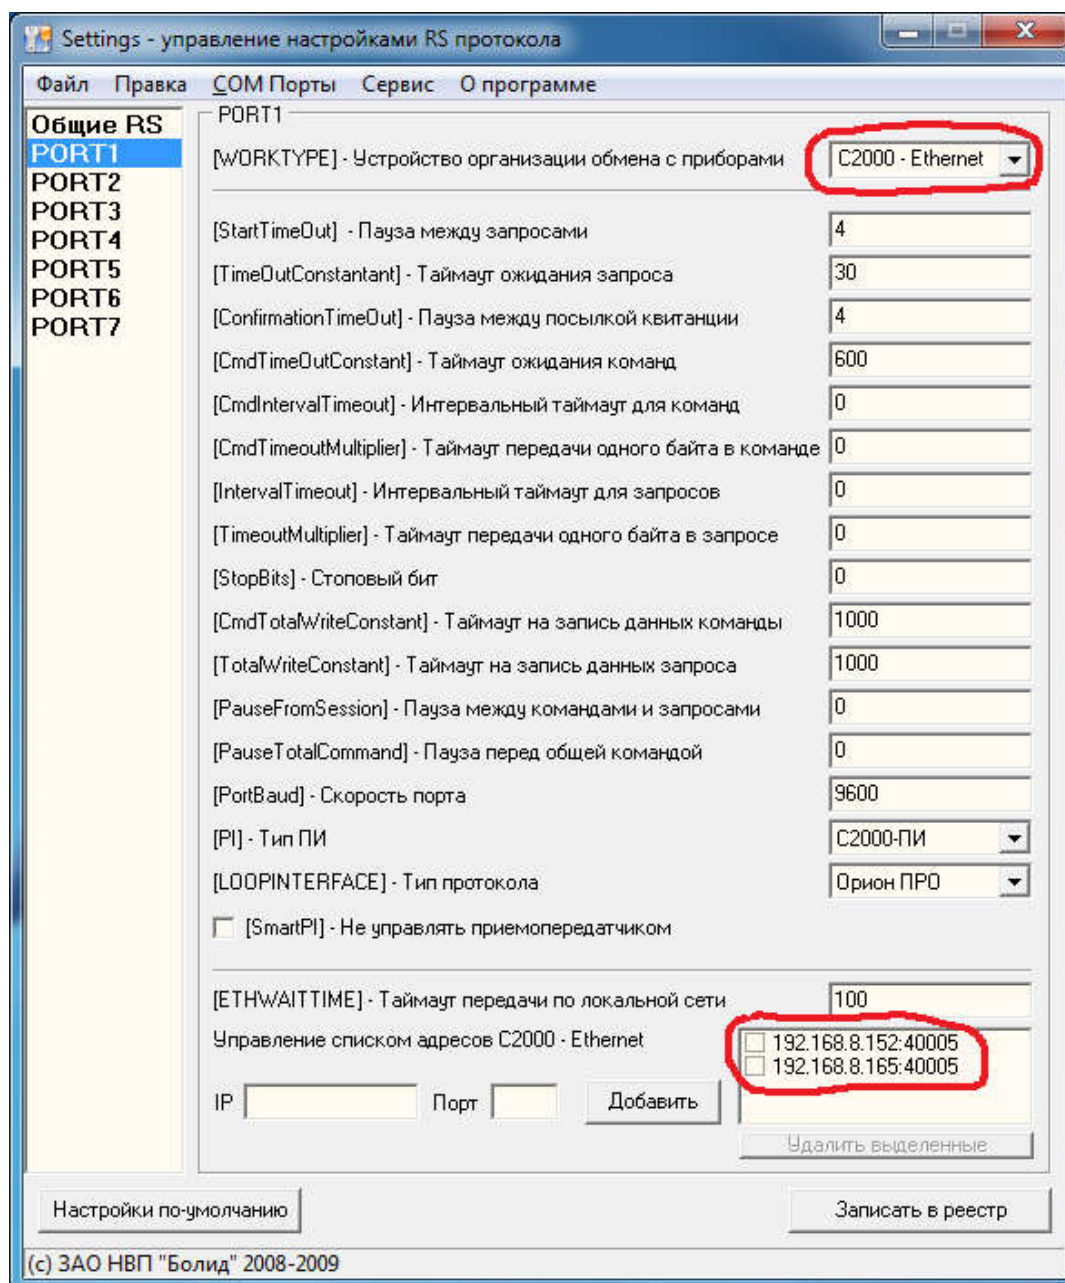 Settings - управление настройками RS протокола
Файл Правка COM Порты Сервис О программе
Общие RS
PORT1
PORT2
PORT3
PORT4
PORT5
PORT6
PORT7
PORT1
[WORKTYPE] - Устройство организации обмена с приборами C2000 - Ethernet
[StartTimeOut] - Пауза между запросами 4
[TimeOutConstantant] - Таймаут ожидания запроса 30
[ConfirmationTimeOut] - Пауза между посылкой квитанции 4
[CmdTimeOutConstant] - Таймаут ожидания команд 600
[CmdIntervalTimeout] - Интервальный таймаут для команд 0
[CmdTimeoutMultiplier] - Таймаут передачи одного байта в команде 0
[IntervalTimeout] - Интервальный таймаут для запросов 0
[TimeoutMultiplier] - Таймаут передачи одного байта в запросе 0
[StopBits] - Стоповый бит 0
[CmdTotalWriteConstant] - Таймаут на запись данных команды 1000
[TotalWriteConstant] - Таймаут на запись данных запроса 1000
[PauseFromSession] - Пауза между командами и запросами 0
[PauseTotalCommand] - Пауза перед общей командой 0
[PortBaud] - Скорость порта 9600
[PI] - Тип ПИ С2000-ПИ
[LOOPINTERFACE] - Тип протокола Орион ПРО
[SmartPI] - Не управлять приемопередатчиком
[ETHWAITTIME] - Таймаут передачи по локальной сети 100
Управление списком адресов C2000 - Ethernet
192.168.8.152:40005
192.168.8.165:40005
IP Порт Добавить
Удалить выделенные
Настройки по-умолчанию Записать в реестр
(c) ЗАО НВП "Болид" 2008-2009